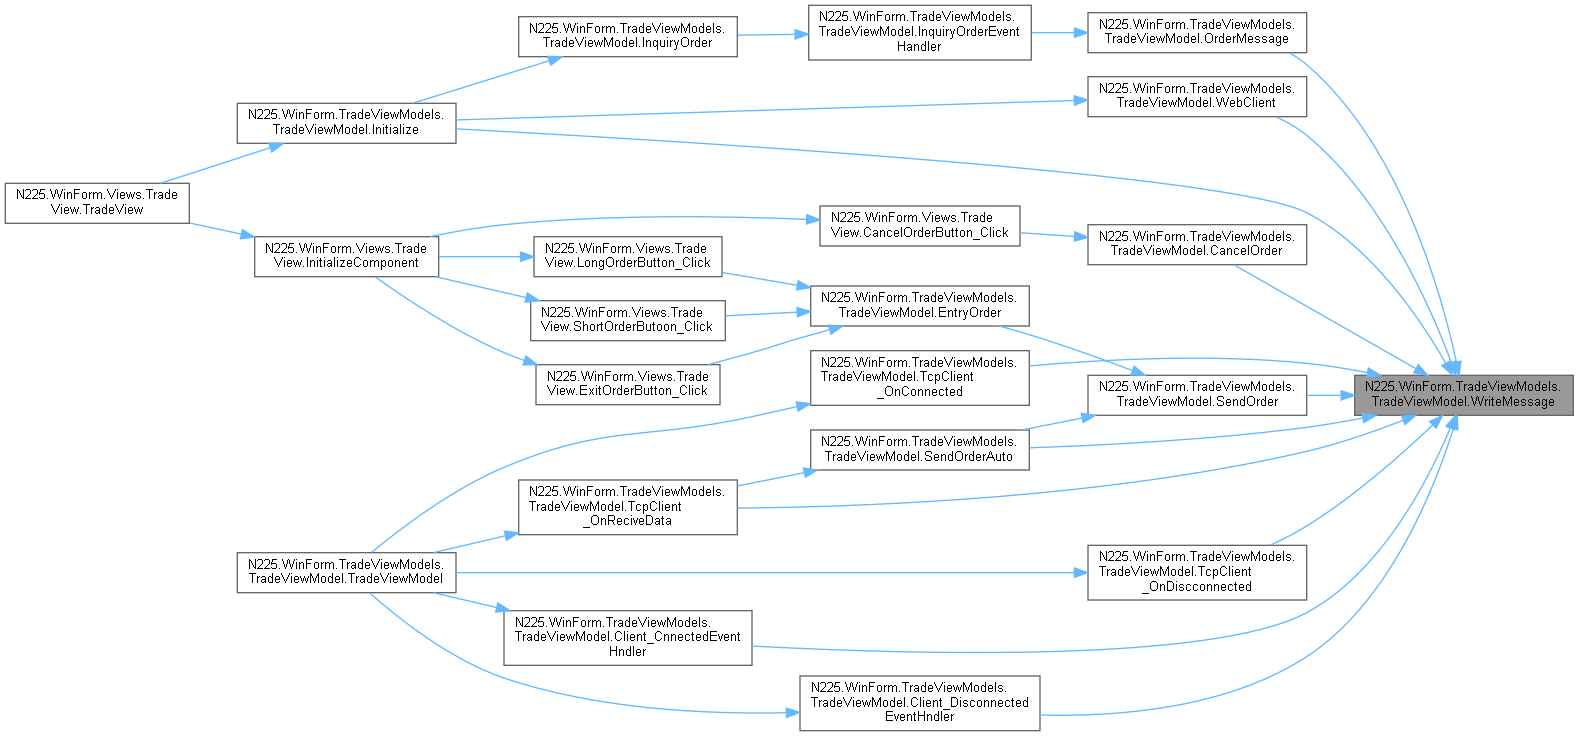 N225.WinForm.TradeViewModels.
TradeViewModel.InquiryOrder
N225.WinForm.TradeViewModels.
TradeViewModel.InquiryOrderEvent
Handler
N225.WinForm.TradeViewModels.
TradeViewModel.OrderMessage
N225.WinForm.TradeViewModels.
TradeViewModel.WebClient
N225.WinForm.TradeViewModels.
TradeViewModel.Initialize
N225.WinForm.Views.Trade
View.TradeView
N225.WinForm.Views.Trade
View.InitializeComponent
N225.WinForm.Views.Trade
View.CancelOrderButton_Click
N225.WinForm.TradeViewModels.
TradeViewModel.CancelOrder
N225.WinForm.Views.Trade
View.LongOrderButton_Click
N225.WinForm.Views.Trade
View.ShortOrderButoon_Click
N225.WinForm.TradeViewModels.
TradeViewModel.EntryOrder
N225.WinForm.Views.Trade
View.ExitOrderButton_Click
N225.WinForm.TradeViewModels.
TradeViewModel.TcpClient
_OnConnected
N225.WinForm.TradeViewModels.
TradeViewModel.SendOrder
N225.WinForm.TradeViewModels.
TradeViewModel.WriteMessage
N225.WinForm.TradeViewModels.
TradeViewModel.SendOrderAuto
N225.WinForm.TradeViewModels.
TradeViewModel.TcpClient
_OnReciveData
N225.WinForm.TradeViewModels.
TradeViewModel.TradeViewModel
N225.WinForm.TradeViewModels.
TradeViewModel.TcpClient
_OnDiscconnected
N225.WinForm.TradeViewModels.
TradeViewModel.Client_CnnectedEvent
Hndler
N225.WinForm.TradeViewModels.
TradeViewModel.Client_Disconnected
EventHndler